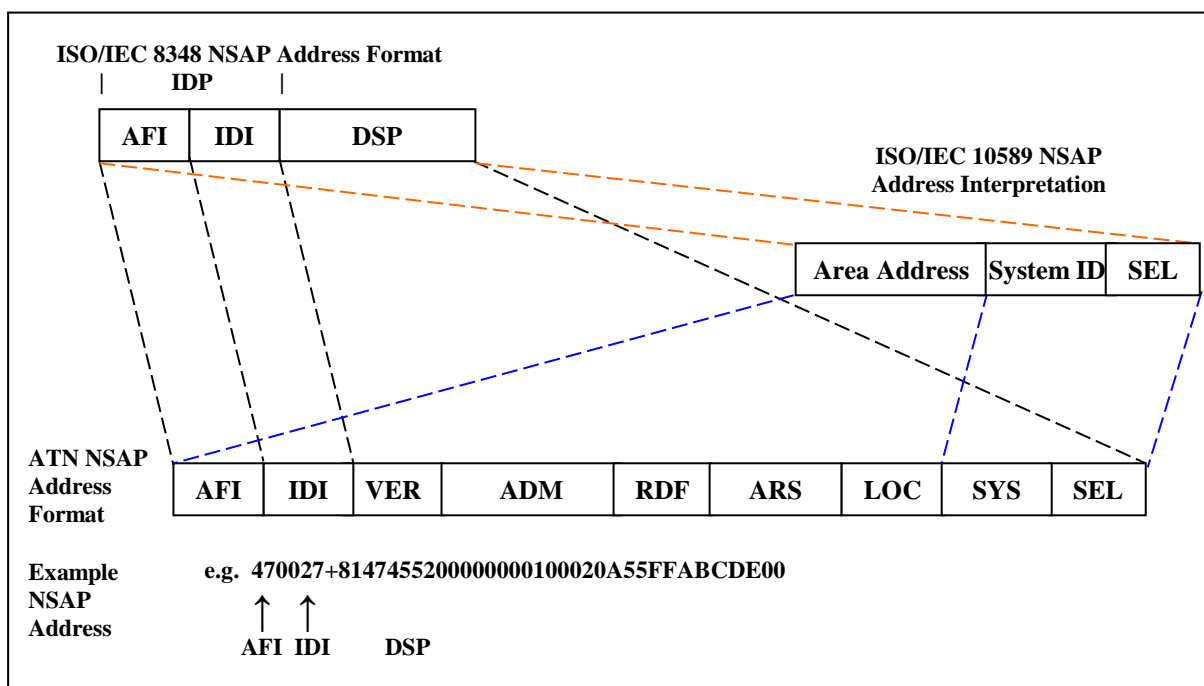 ISO/IEC 8348 NSAP Address Format
| IDP |
AFI IDI DSP
ISO/IEC 10589 NSAP
Address Interpretation
Area Address System ID SEL
ATN NSAP
Address
Format
AFI IDI VER ADM RDF ARS LOC SYS SEL
Example
NSAP
Address
e.g. 470027+81474552000000000100020A55FFABCDE00
AFI IDI DSP